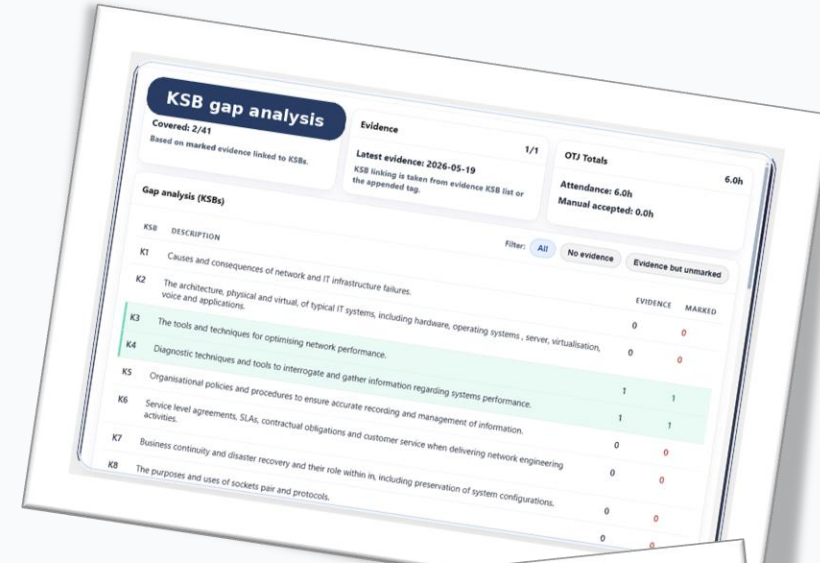 KSB gap analysis
Covered: 2/41
Based on marked evidence linked to KSBs.
Evidence
1/1
Latest evidence: 2026-05-19
KSB linking is taken from evidence KSB list or
the appended tag.
OTJ Totals
6.0h
Attendance: 6.0h
Manual accepted: 0.0h
Gap analysis (KSBs)
Filter: All No evidence Evidence but unmarked
KSB DESCRIPTION EVIDENCE MARKED
K1 Causes and consequences of network and IT infrastructure failures. 0 0
K2 The architecture, physical and virtual, of typical IT systems, including hardware, operating systems , server, virtualisation, 0 0
voice and applications.
K3 The tools and techniques for optimising network performance. 1 1
K4 Diagnostic techniques and tools to interrogate and gather information regarding systems performance. 1 1
K5 Organisational policies and procedures to ensure accurate recording and management of information. 0 0
K6 Service level agreements, SLAs, contractual obligations and customer service when delivering network engineering 0 0
activities.
K7 Business continuity and disaster recovery and their role within in, including preservation of system configurations. 0 0
K8 The purposes and uses of sockets pair and protocols. 0 0